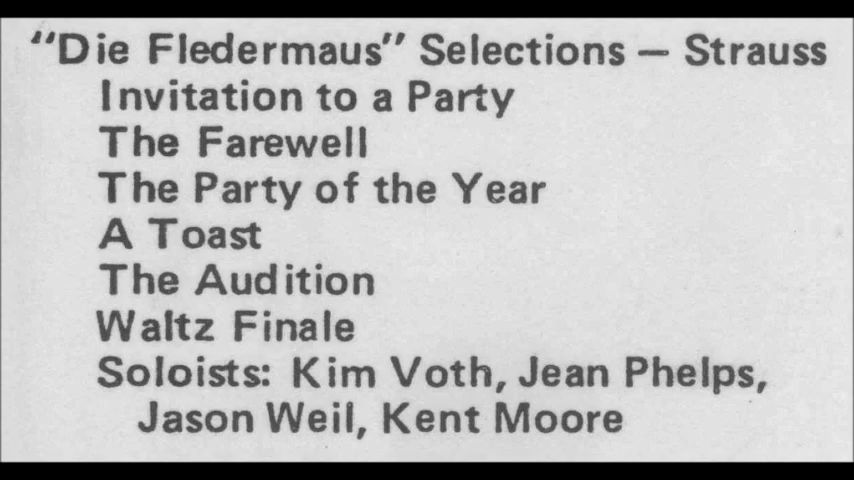 “Die Fledermaus” Selections — Strauss
Invitation to a Party
The Farewell
The Party of the Year
A Toast
The Audition
Waltz Finale
Soloists: Kim Voth, Jean Phelps,
Jason Weil, Kent Moore